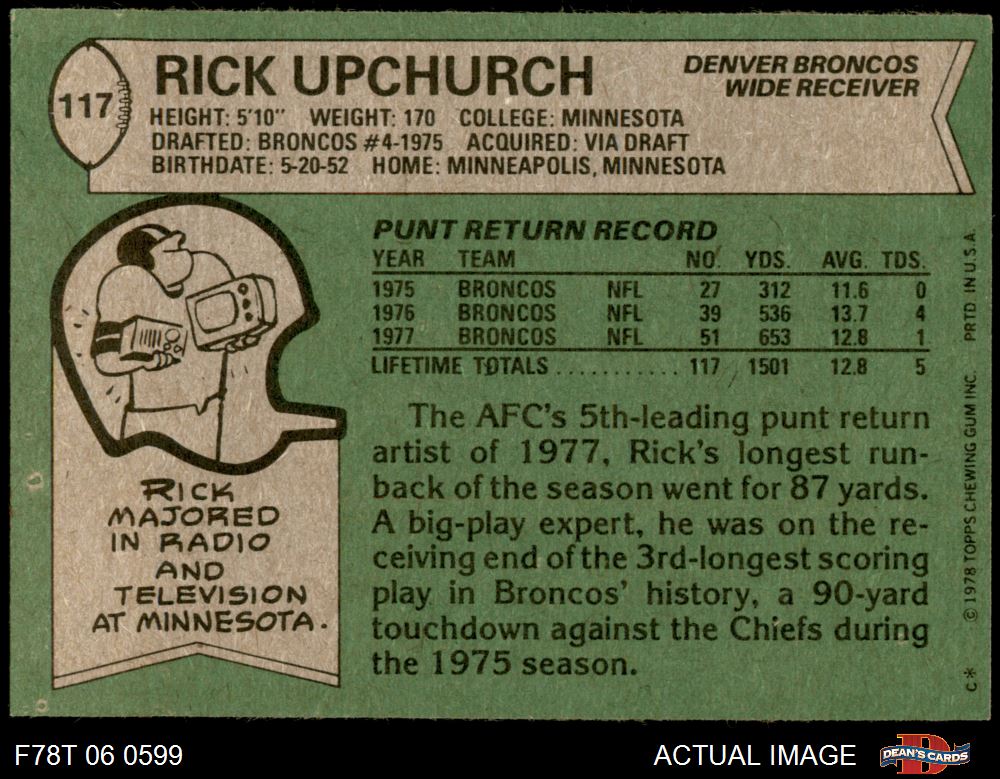 117
RICK UPCHURCH
DENVER BRONCOS
WIDE RECEIVER
HEIGHT: 5'10" WEIGHT: 170 COLLEGE: MINNESOTA
DRAFTED: BRONCOS #4-1975 ACQUIRED: VIA DRAFT
BIRTHDATE: 5-20-52 HOME: MINNEAPOLIS, MINNESOTA
PUNT RETURN RECORD
YEAR TEAM NO. YDS. AVG. TDS.
1975 BRONCOS NFL 27 312 11.6 0
1976 BRONCOS NFL 39 536 13.7 4
1977 BRONCOS NFL 51 653 12.8 1
LIFETIME TOTALS ........... 117 1501 12.8 5
The AFC's 5th-leading punt return
artist of 1977, Rick's longest run-
back of the season went for 87 yards.
A big-play expert, he was on the re-
ceiving end of the 3rd-longest scoring
play in Broncos' history, a 90-yard
touchdown against the Chiefs during
the 1975 season.
RICK
MAJORED
IN RADIO
AND
TELEVISION
AT MINNESOTA.
C* © 1978 TOPPS CHEWING GUM INC. PRTD. IN U.S.A.
F78T 06 0599
ACTUAL IMAGE
DEAN'S CARDS